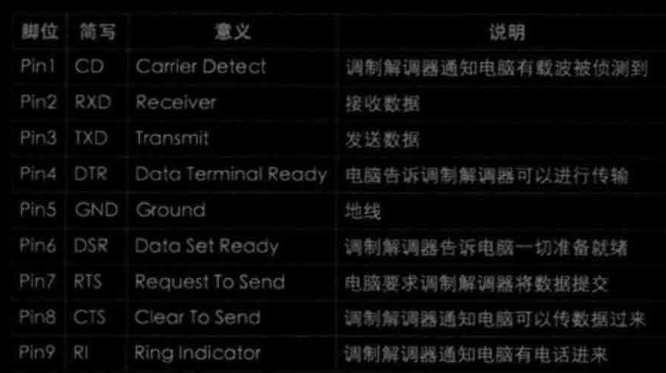 脚位 简写 意义 说明
Pin1 CD Carrier Detect 调制解调器通知电脑有载波被侦测到
Pin2 RXD Receiver 接收数据
Pin3 TXD Transmit 发送数据
Pin4 DTR Data Terminal Ready 电脑告诉调制解调器可以进行传输
Pin5 GND Ground 地线
Pin6 DSR Data Set Ready 调制解调器告诉电脑一切准备就绪
Pin7 RTS Request To Send 电脑要求调制解调器将数据提交
Pin8 CTS Clear To Send 调制解调器通知电脑可以传数据过来
Pin9 RI Ring Indicator 调制解调器通知电脑有电话进来